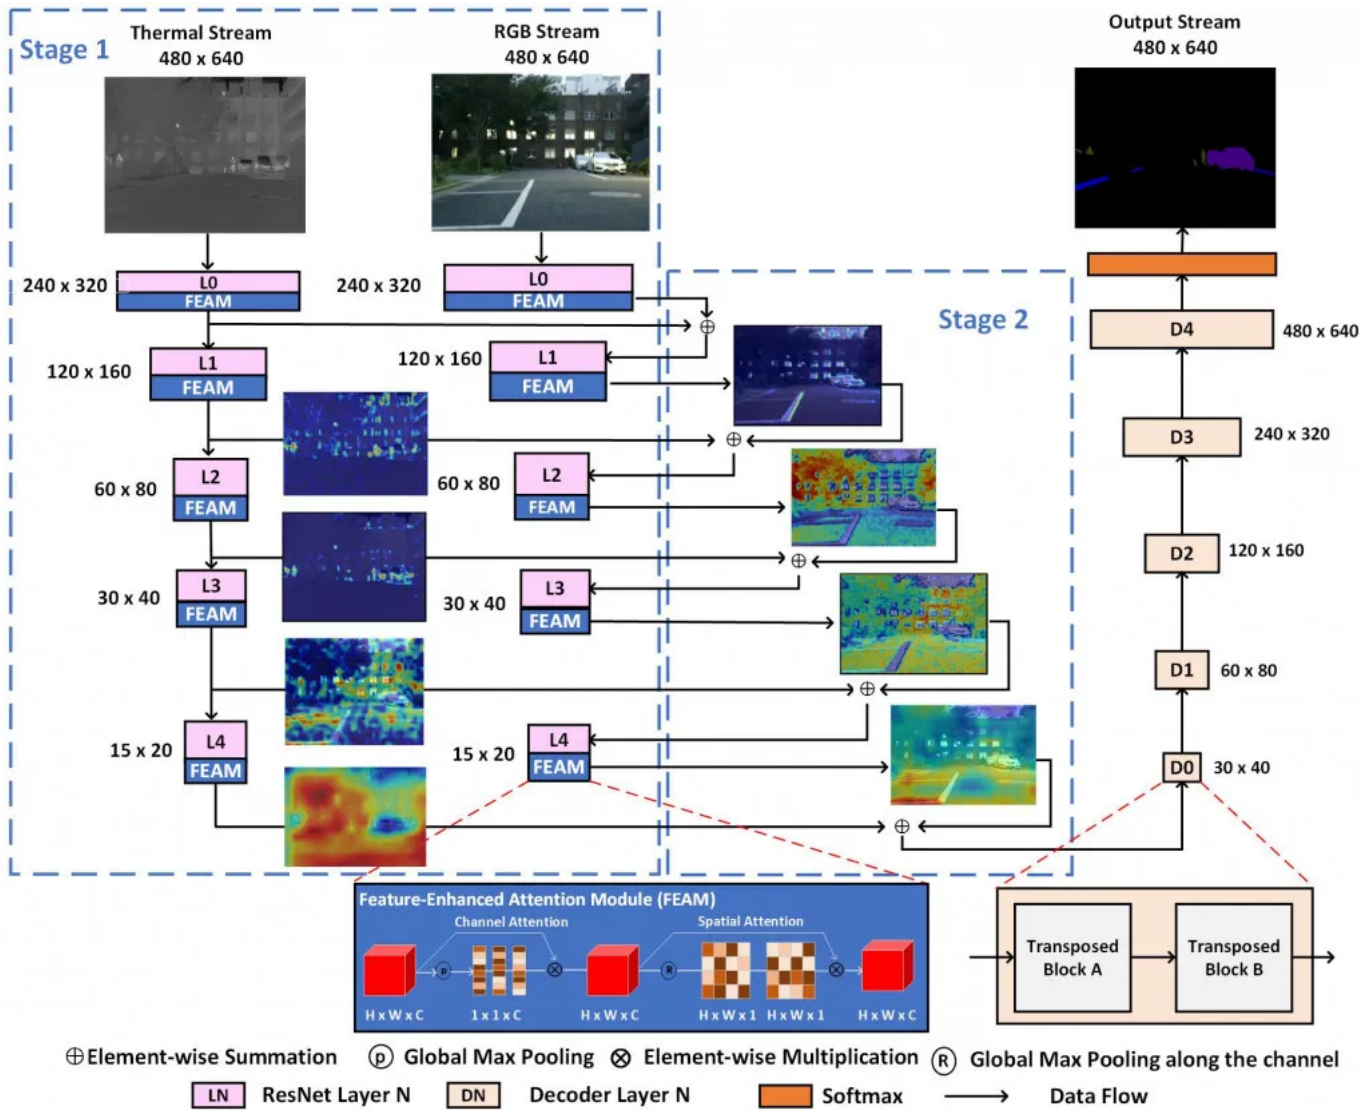 Stage 1
Thermal Stream
480 x 640
RGB Stream
480 x 640
Output Stream
480 x 640
240 x 320
L0
FEAM
240 x 320
L0
FEAM
Stage 2
120 x 160
L1
FEAM
120 x 160
L1
FEAM
D4
480 x 640
60 x 80
L2
FEAM
60 x 80
L2
FEAM
D3
240 x 320
30 x 40
L3
FEAM
30 x 40
L3
FEAM
D2
120 x 160
D1
60 x 80
15 x 20
L4
FEAM
15 x 20
L4
FEAM
D0
30 x 40
Feature-Enhanced Attention Module (FEAM)
Channel Attention
Spatial Attention
p
R
H x W x C
1 x 1 x C
H x W x C
H x W x 1
H x W x 1
H x W x C
Transposed
Block A
Transposed
Block B
Element-wise Summation
p
Global Max Pooling
Element-wise Multiplication
R
Global Max Pooling along the channel
LN
ResNet Layer N
DN
Decoder Layer N
Softmax
Data Flow